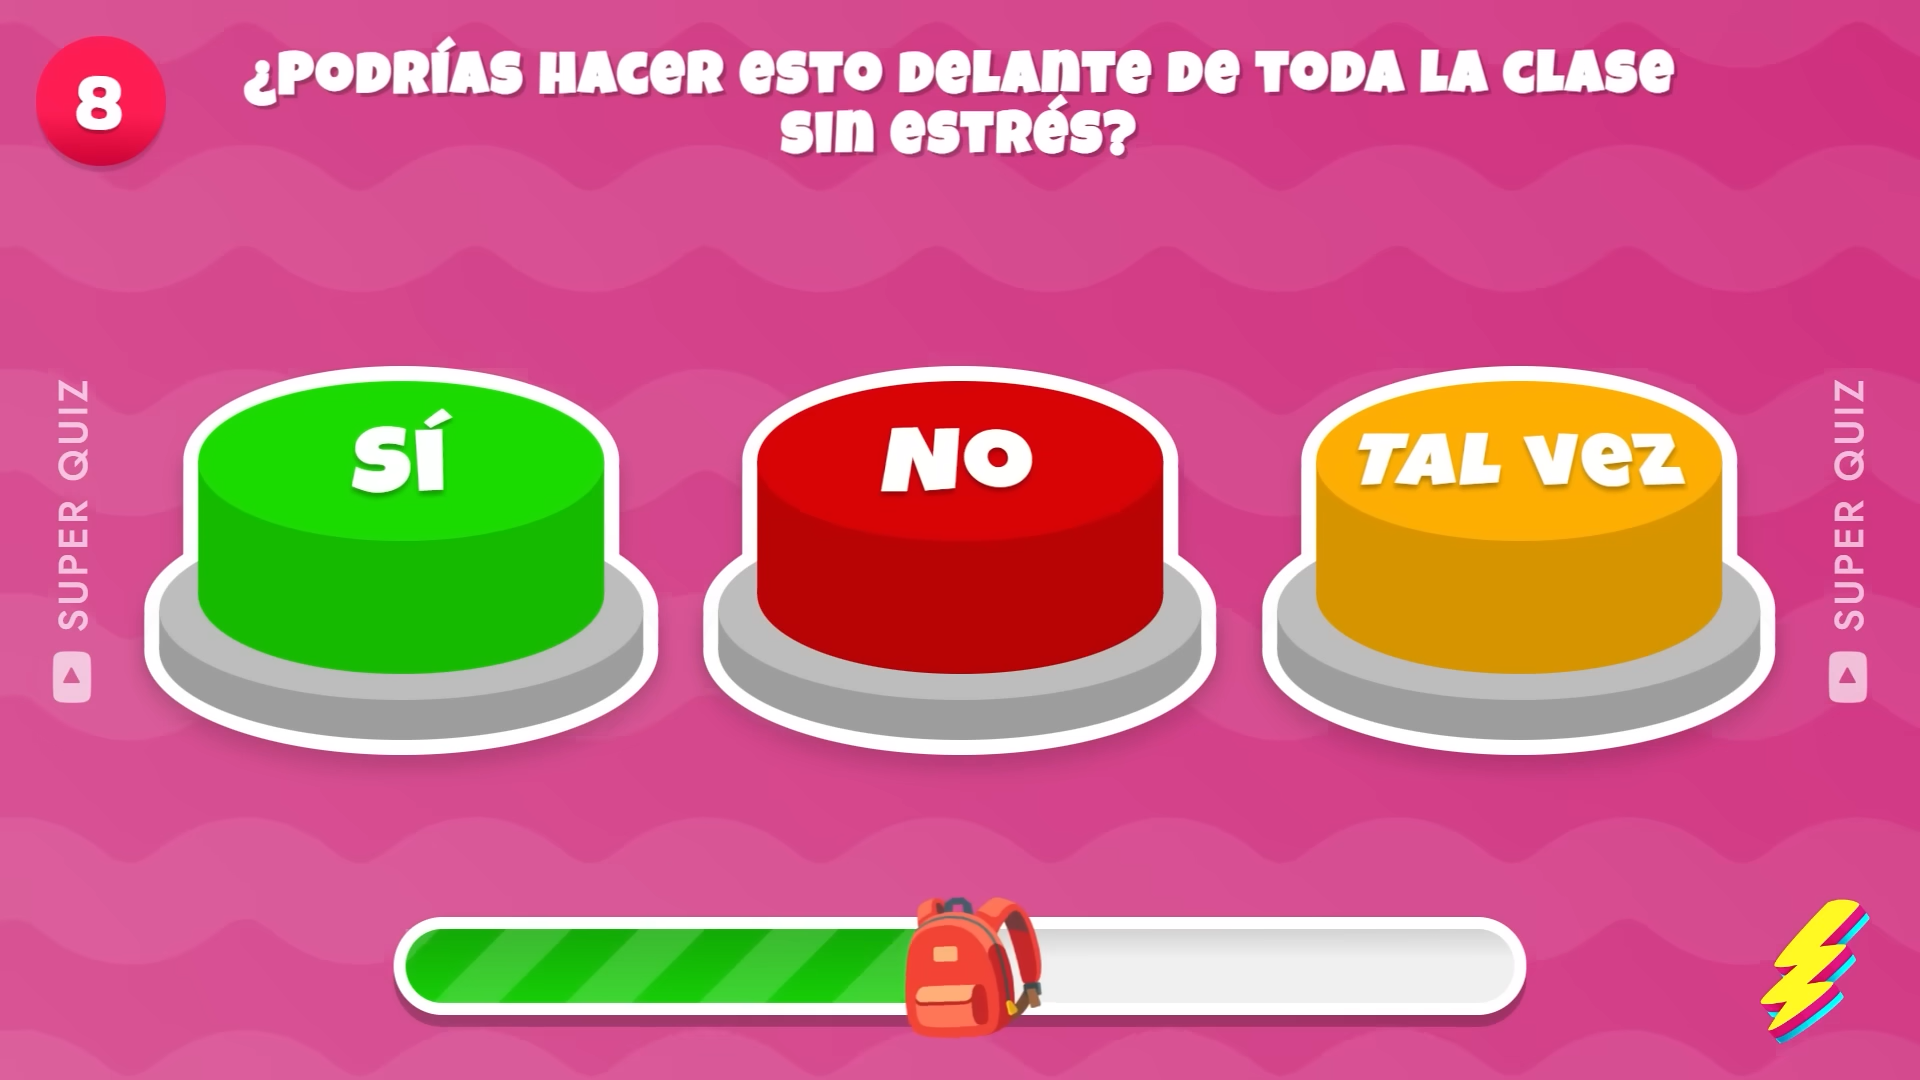 8
¿PODRÍAS HACER ESTO DELANTE DE TODA LA CLASE
SIN ESTRÉS?
SÍ
NO
TAL VEZ
SUPER QUIZ
SUPER QUIZ